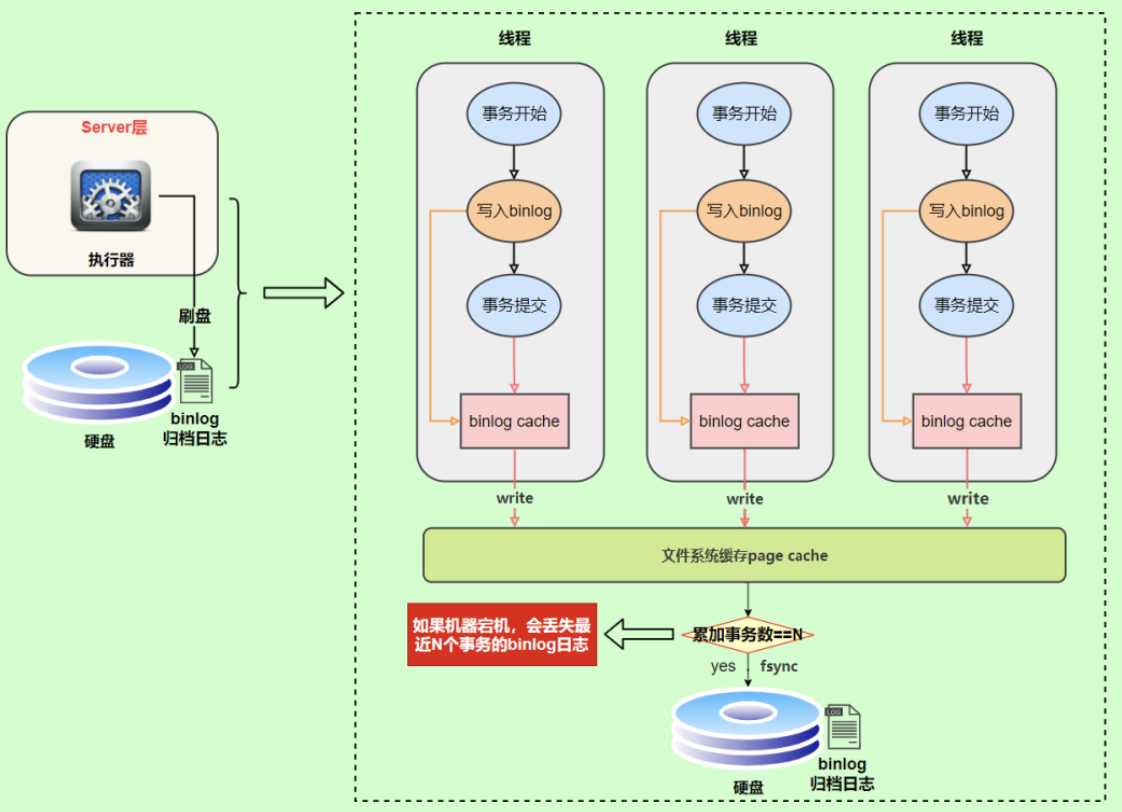 Server层
执行器
刷盘
LOG
binlog
归档日志
硬盘
线程
事务开始
写入binlog
事务提交
binlog cache
write
线程
事务开始
写入binlog
事务提交
binlog cache
write
线程
事务开始
写入binlog
事务提交
binlog cache
write
文件系统缓存page cache
累加事务数==N
如果机器宕机，会丢失最
近N个事务的binlog日志
yes
fsync
LOG
binlog
归档日志
硬盘